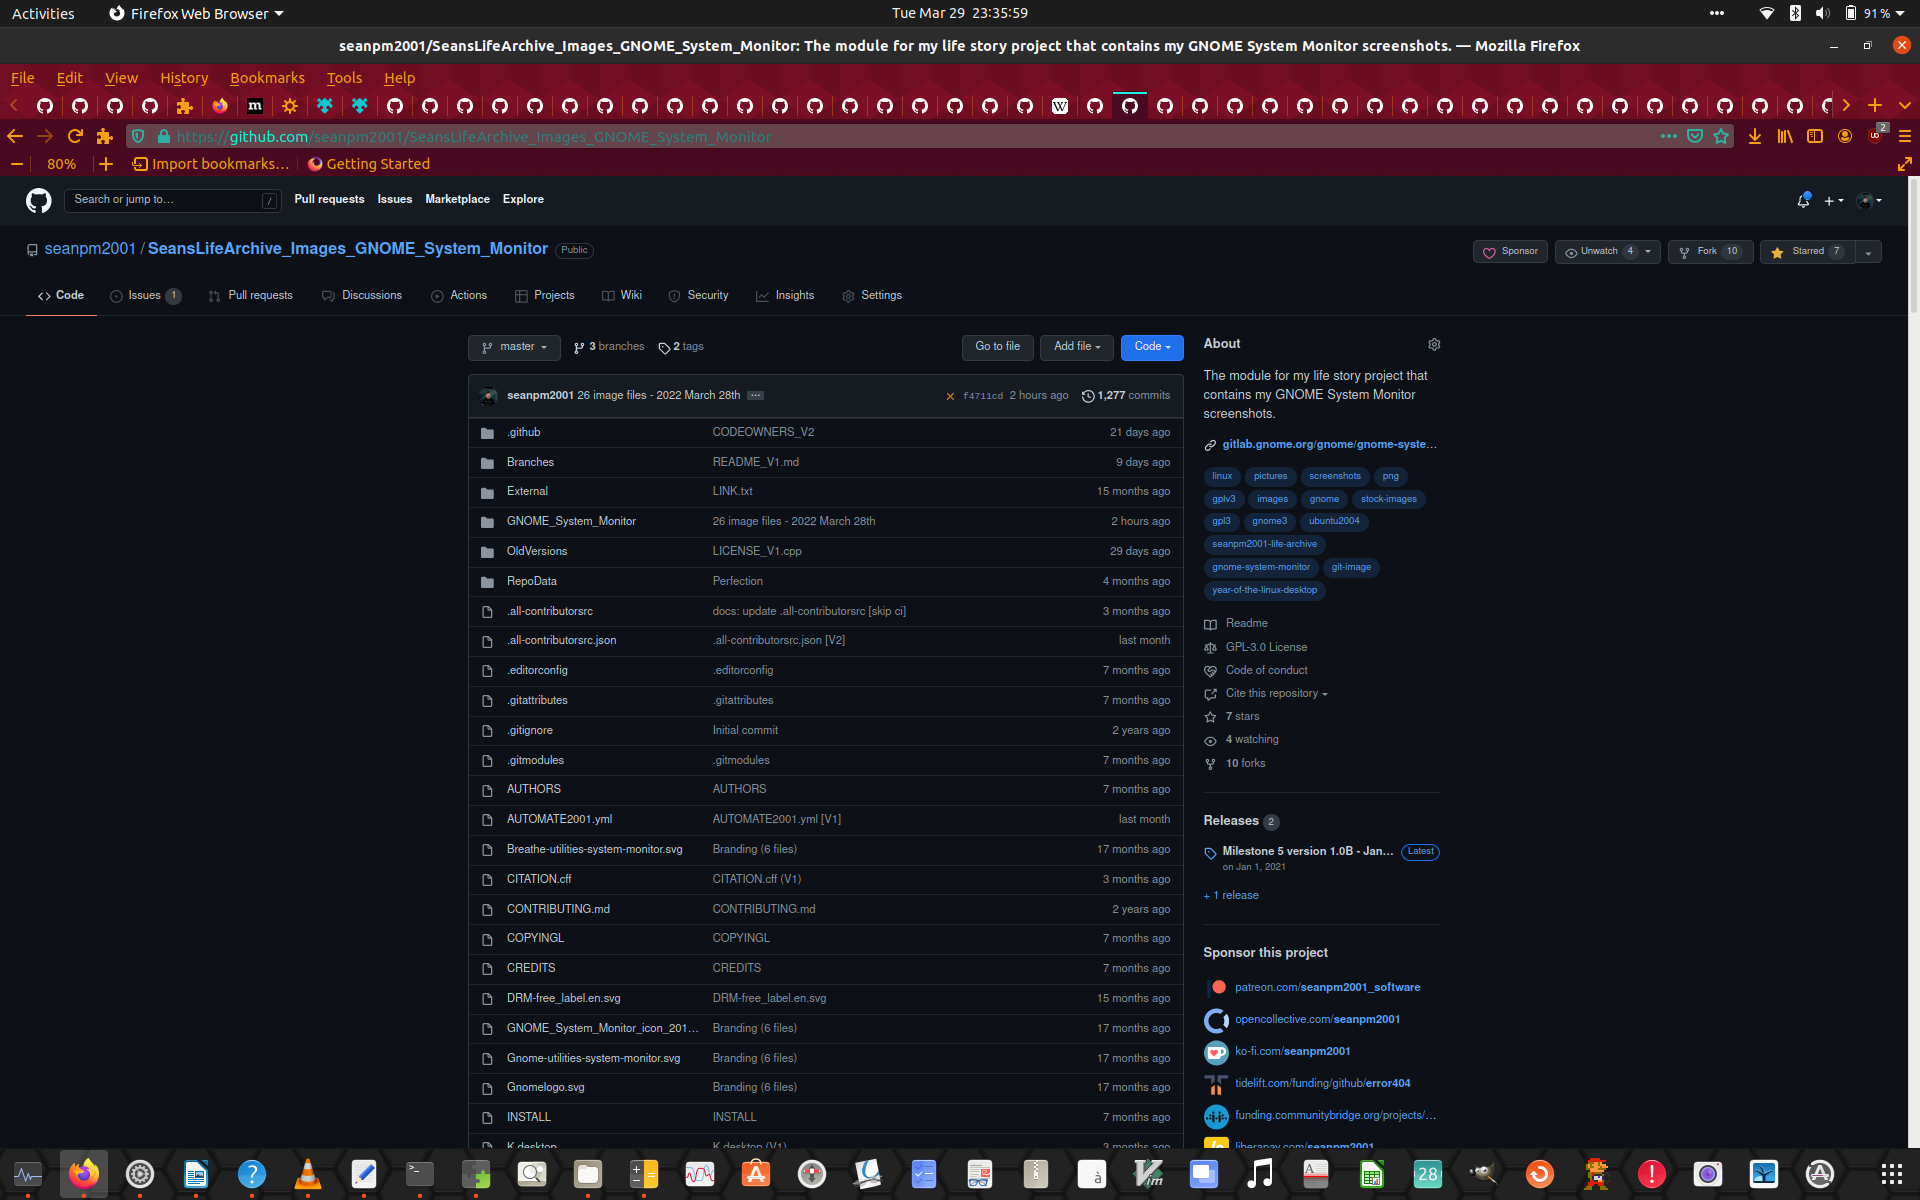 Activities Firefox Web Browser Tue Mar 29 23:35:59 91 %
seanpm2001/SeansLifeArchive_Images_GNOME_System_Monitor: The module for my life story project that contains my GNOME System Monitor screenshots. — Mozilla Firefox
File Edit View History Bookmarks Tools Help
https://github.com/seanpm2001/SeansLifeArchive_Images_GNOME_System_Monitor 2
80% Import bookmarks… Getting Started
Search or jump to… / Pull requests Issues Marketplace Explore
seanpm2001 / SeansLifeArchive_Images_GNOME_System_Monitor Public
Sponsor Unwatch 4 Fork 10 Starred 7
Code Issues 1 Pull requests Discussions Actions Projects Wiki Security Insights Settings
master 3 branches 2 tags Go to file Add file Code
seanpm2001 26 image files - 2022 March 28th ··· f4711cd 2 hours ago 1,277 commits
.github CODEOWNERS_V2 21 days ago
Branches README_V1.md 9 days ago
External LINK.txt 15 months ago
GNOME_System_Monitor 26 image files - 2022 March 28th 2 hours ago
OldVersions LICENSE_V1.cpp 29 days ago
RepoData Perfection 4 months ago
.all-contributorsrc docs: update .all-contributorsrc [skip ci] 3 months ago
.all-contributorsrc.json .all-contributorsrc.json [V2] last month
.editorconfig .editorconfig 7 months ago
.gitattributes .gitattributes 7 months ago
.gitignore Initial commit 2 years ago
.gitmodules .gitmodules 7 months ago
AUTHORS AUTHORS 7 months ago
AUTOMATE2001.yml AUTOMATE2001.yml [V1] last month
Breathe-utilities-system-monitor.svg Branding (6 files) 17 months ago
CITATION.cff CITATION.cff (V1) 3 months ago
CONTRIBUTING.md CONTRIBUTING.md 2 years ago
COPYINGL COPYINGL 7 months ago
CREDITS CREDITS 7 months ago
DRM-free_label.en.svg DRM-free_label.en.svg 15 months ago
GNOME_System_Monitor_icon_201… Branding (6 files) 17 months ago
Gnome-utilities-system-monitor.svg Branding (6 files) 17 months ago
Gnomelogo.svg Branding (6 files) 17 months ago
INSTALL INSTALL 7 months ago
K.desktop K.desktop (V1) 3 months ago
About
The module for my life story project that
contains my GNOME System Monitor
screenshots.
gitlab.gnome.org/gnome/gnome-syste…
linux pictures screenshots png
gplv3 images gnome stock-images
gpl3 gnome3 ubuntu2004
seanpm2001-life-archive
gnome-system-monitor git-image
year-of-the-linux-desktop
Readme
GPL-3.0 License
Code of conduct
Cite this repository
7 stars
4 watching
10 forks
Releases 2
Milestone 5 version 1.0B - Jan… Latest
on Jan 1, 2021
+ 1 release
Sponsor this project
patreon.com/seanpm2001_software
opencollective.com/seanpm2001
ko-fi.com/seanpm2001
tidelift.com/funding/github/error404
funding.communitybridge.org/projects/…
liberapay.com/seanpm2001
28